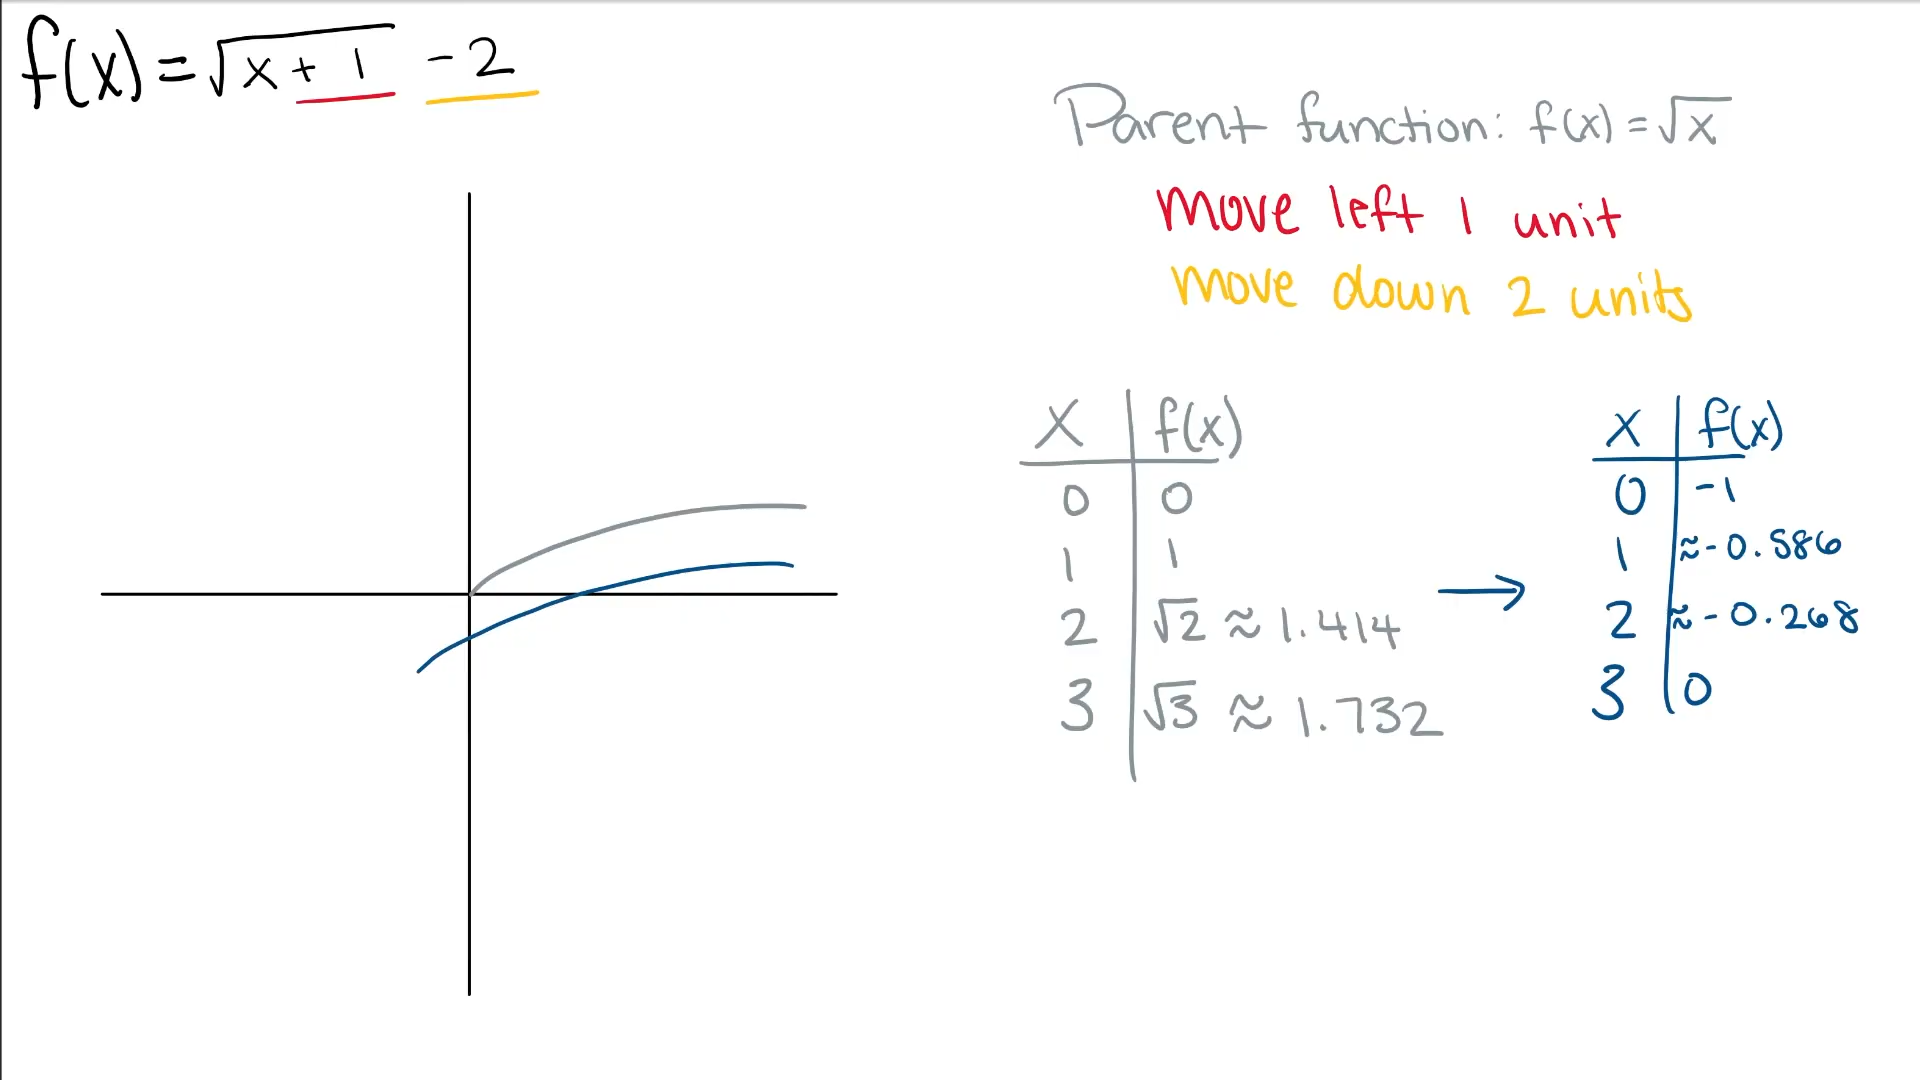 f(x) = √x + 1 - 2
Parent function: f(x) = √x
move left 1 unit
move down 2 units
x f(x)
0 0
1 1
2 √2 ≈ 1.414
3 √3 ≈ 1.732
→
x f(x)
0 -1
1 ≈ -0.586
2 ≈ -0.268
3 0